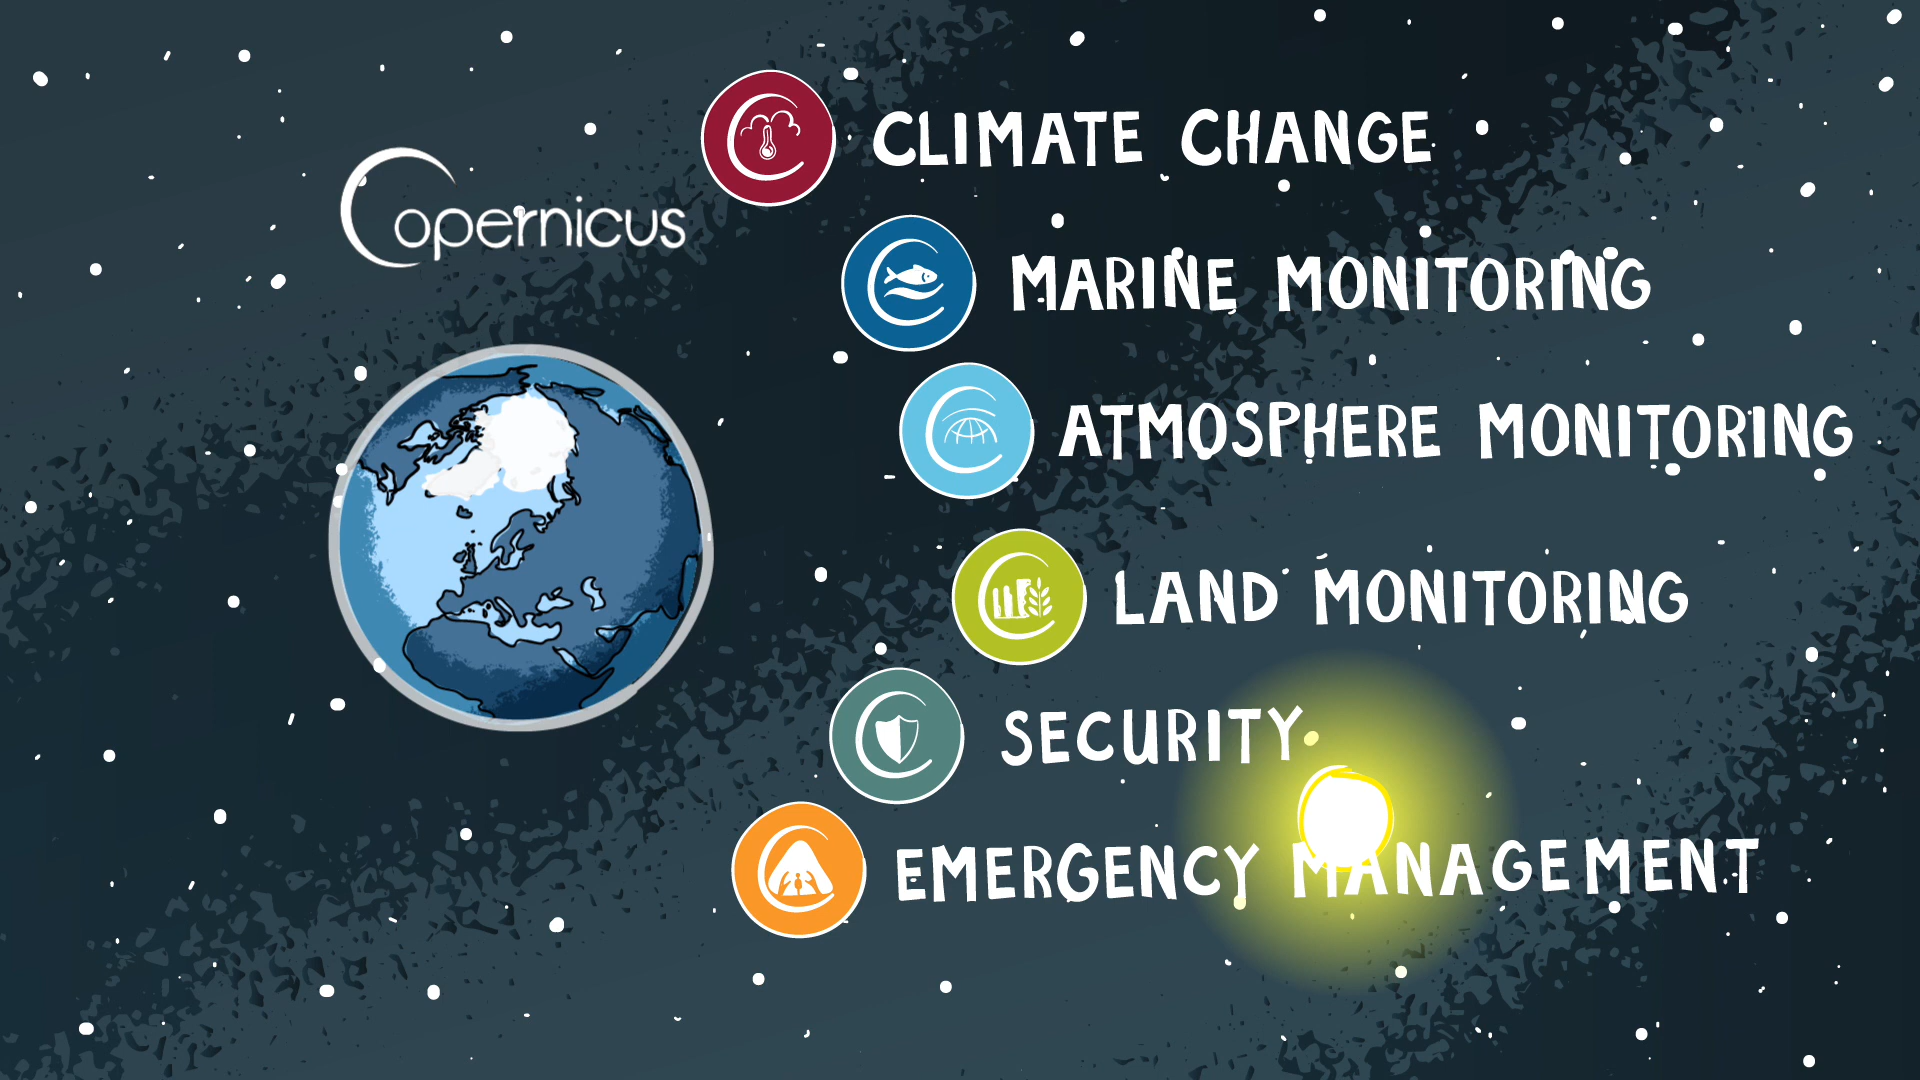 Copernicus
CLIMATE CHANGE
MARINE MONITORING
ATMOSPHERE MONITORING
LAND MONITORING
SECURITY
EMERGENCY MANAGEMENT